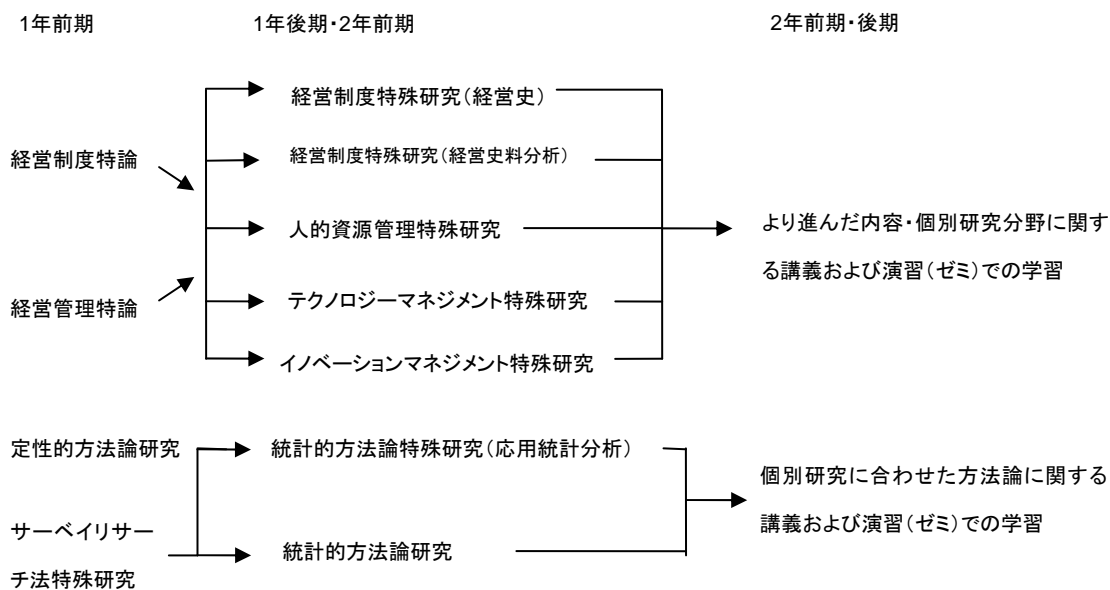 1年前期
1年後期・2年前期
2年前期・後期
経営制度特論
経営管理特論
経営制度特殊研究（経営史）
経営制度特殊研究（経営史料分析）
人的資源管理特殊研究
テクノロジーマネジメント特殊研究
イノベーションマネジメント特殊研究
より進んだ内容・個別研究分野に関す
る講義および演習（ゼミ）での学習
定性的方法論研究
サーベイリサー
チ法特殊研究
統計的方法論特殊研究（応用統計分析）
統計的方法論研究
個別研究に合わせた方法論に関する
講義および演習（ゼミ）での学習